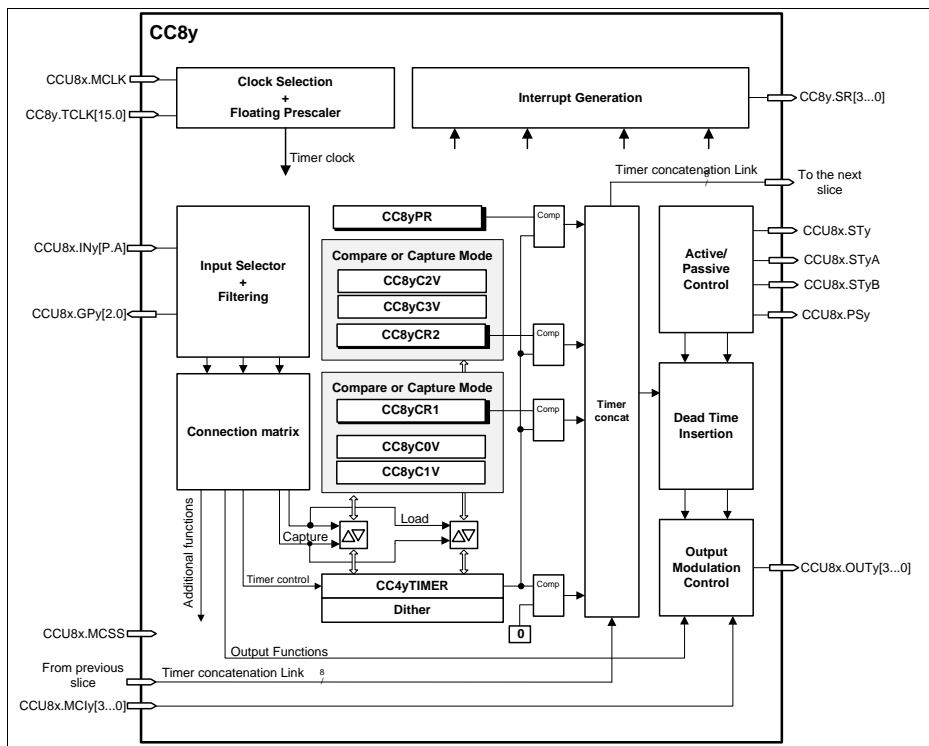 CC8y
CCU8x.MCLK
CC8y.TCLK[15.0]
Clock Selection
+
Floating Prescaler
Timer clock
Interrupt Generation
CC8y.SR[3...0]
Timer concatenation Link
8
To the next
slice
CCU8x.INy[P.A]
CCU8x.GPy[2.0]
Input Selector
+
Filtering
CC8yPR
Comp
Compare or Capture Mode
CC8yC2V
CC8yC3V
CC8yCR2
Comp
Active/
Passive
Control
CCU8x.STy
CCU8x.STyA
CCU8x.STyB
CCU8x.PSy
Connection matrix
Compare or Capture Mode
CC8yCR1
CC8yC0V
CC8yC1V
Comp
Timer
concat
Dead Time
Insertion
Additional functions
Capture
Load
Timer control
CC4yTIMER
Dither
Comp
0
Output
Modulation
Control
CCU8x.OUTy[3...0]
CCU8x.MCSS
Output Functions
From previous
slice
Timer concatenation Link
8
CCU8x.MCIy[3...0]